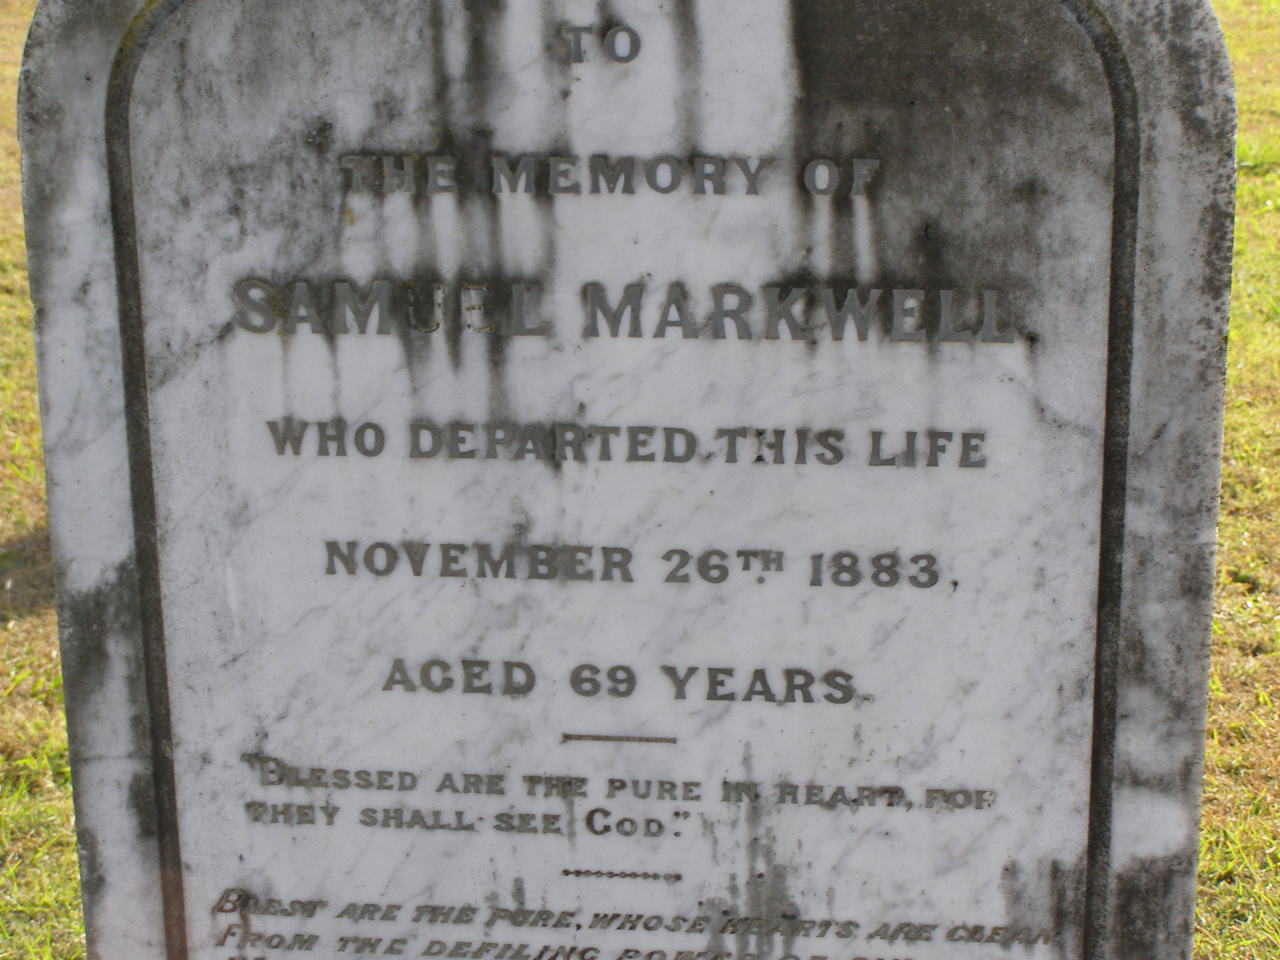 TO
THE MEMORY OF
SAMUEL MARKWELL
WHO DEPARTED THIS LIFE
NOVEMBER 26TH 1883,
AGED 69 YEARS.
"BLESSED ARE THE PURE IN HEART, FOR
THEY SHALL SEE GOD."
BLEST ARE THE PURE, WHOSE HEARTS ARE CLEAN
FROM THE DEFILING POWER OF